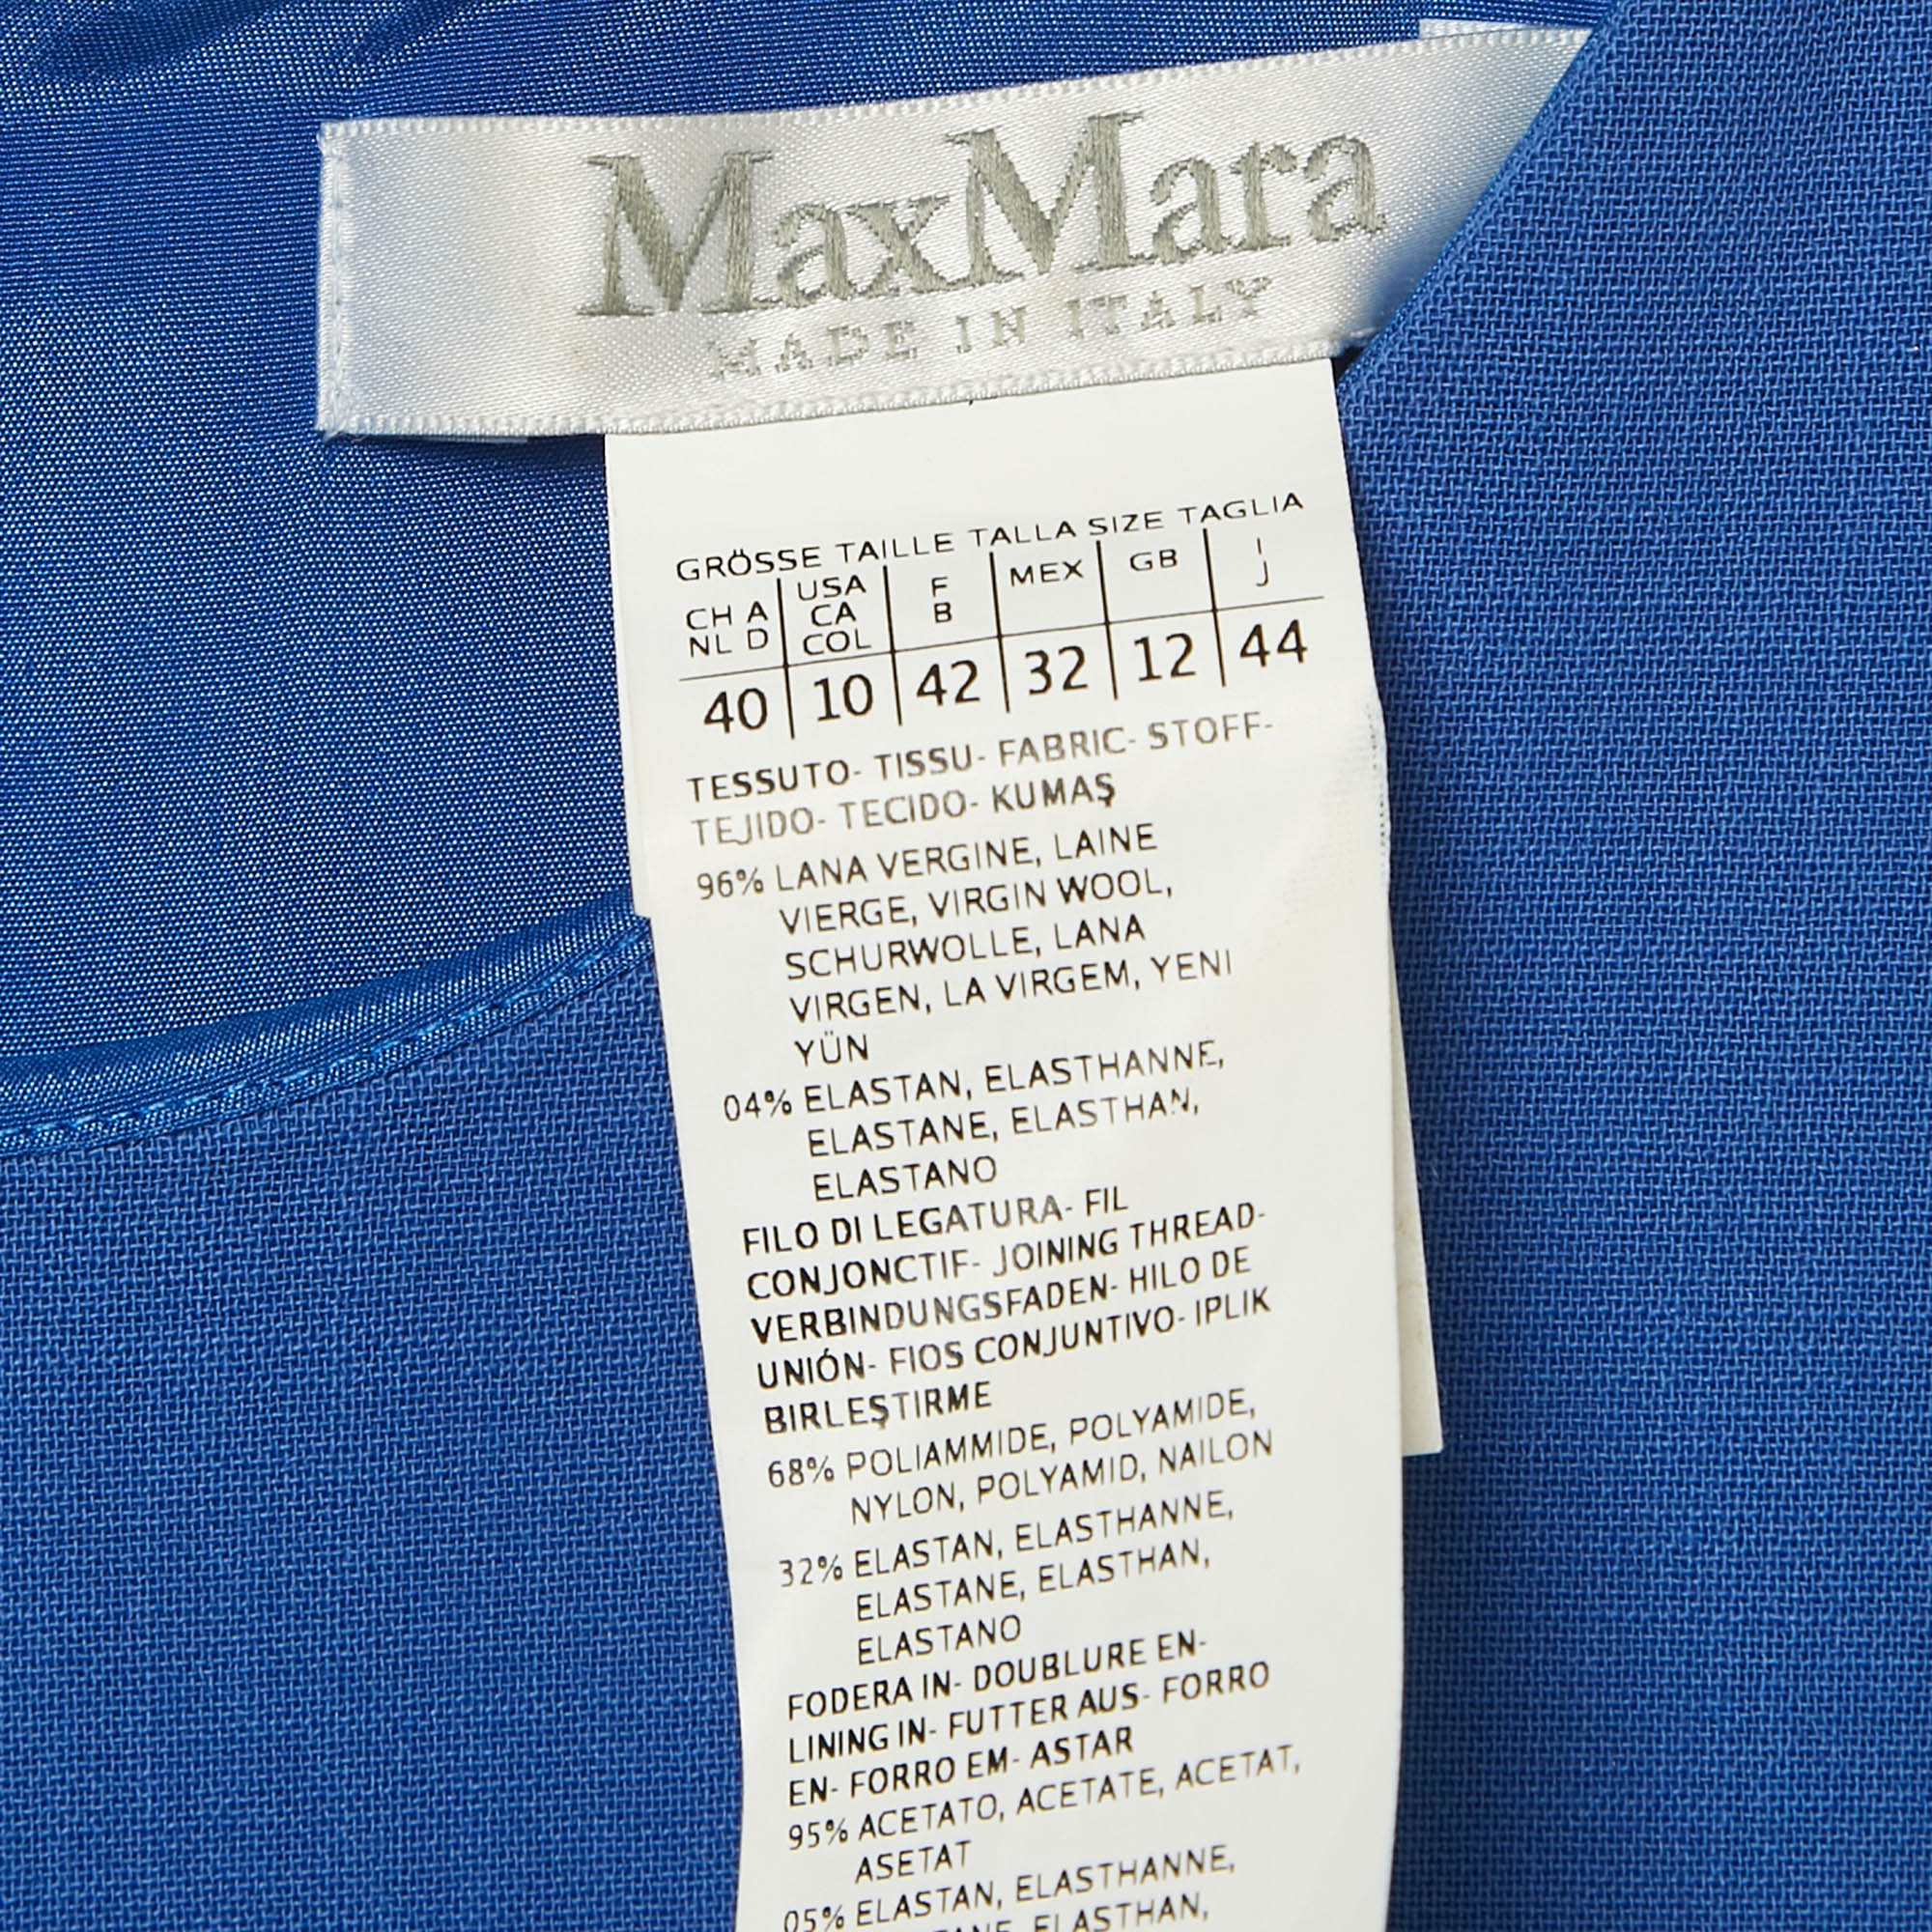 MaxMara
MADE IN ITALY
GRÖSSE TAILLE TALLA SIZE TAGLIA
CH A NL D | USA CA COL | F B | MEX | GB | I J
40 | 10 | 42 | 32 | 12 | 44
TESSUTO- TISSU- FABRIC- STOFF-
TEJIDO- TECIDO- KUMAŞ
96% LANA VERGINE, LAINE
VIERGE, VIRGIN WOOL,
SCHURWOLLE, LANA
VIRGEN, LA VIRGEM, YENI
YÜN
04% ELASTAN, ELASTHANNE,
ELASTANE, ELASTHAN,
ELASTANO
FILO DI LEGATURA- FIL
CONJONCTIF- JOINING THREAD-
VERBINDUNGSFADEN- HILO DE
UNIÓN- FIOS CONJUNTIVO- IPLIK
BIRLEŞTIRME
68% POLIAMMIDE, POLYAMIDE,
NYLON, POLYAMID, NAILON
32% ELASTAN, ELASTHANNE,
ELASTANE, ELASTHAN,
ELASTANO
FODERA IN- DOUBLURE EN-
LINING IN- FUTTER AUS- FORRO
EN- FORRO EM- ASTAR
95% ACETATO, ACETATE, ACETAT,
ASETAT
05% ELASTAN, ELASTHANNE,
ELASTHAN,